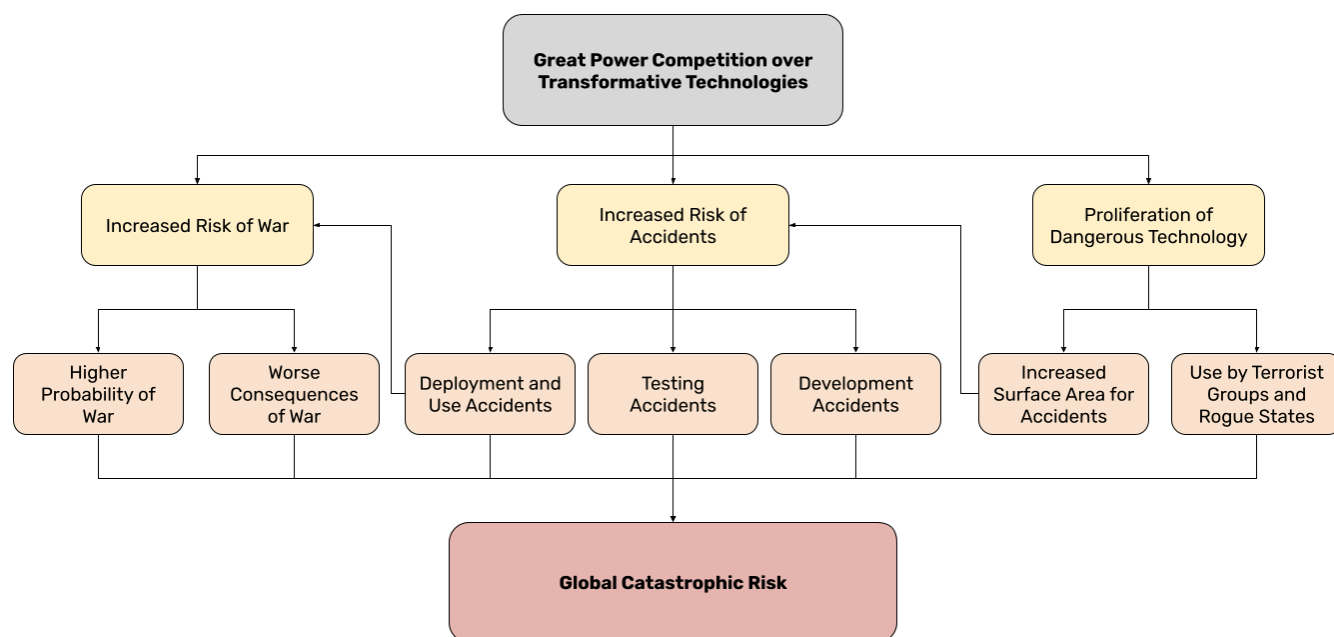 Great Power Competition over
Transformative Technologies
Increased Risk of War
Increased Risk of
Accidents
Proliferation of
Dangerous Technology
Higher
Probability of
War
Worse
Consequences
of War
Deployment and
Use Accidents
Testing
Accidents
Development
Accidents
Increased
Surface Area for
Accidents
Use by Terrorist
Groups and
Rogue States
Global Catastrophic Risk